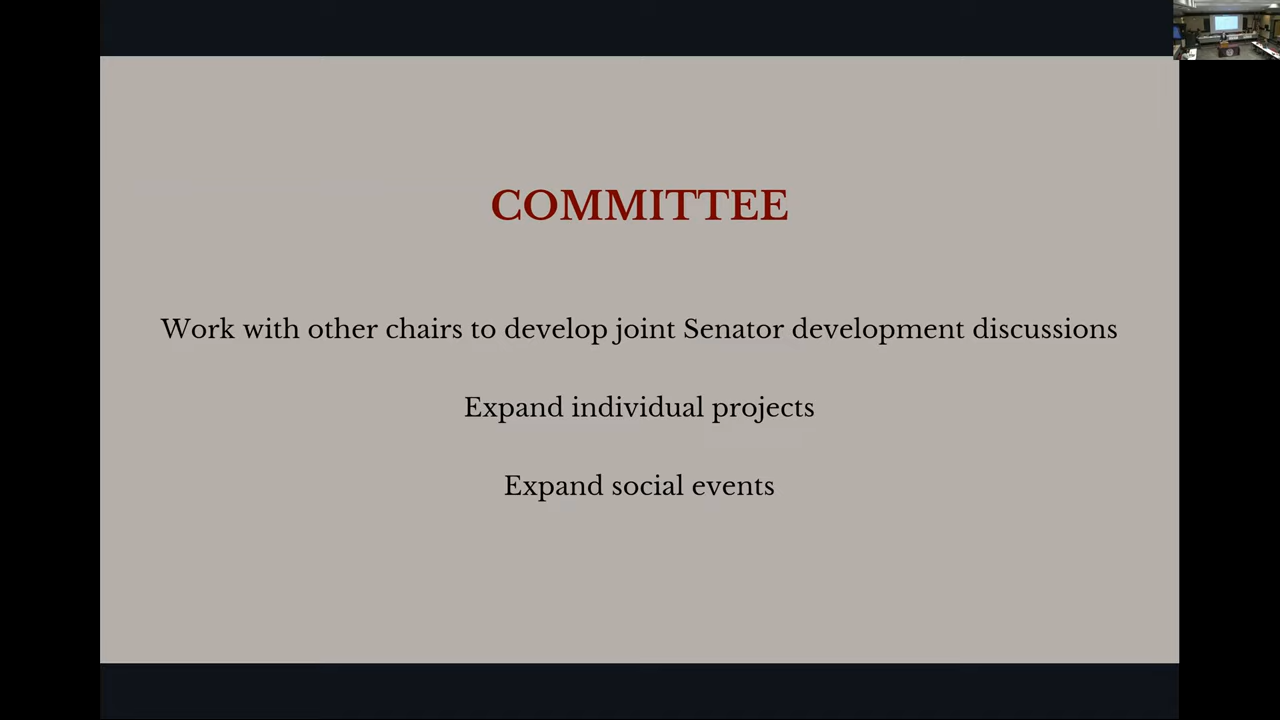 COMMITTEE
Work with other chairs to develop joint Senator development discussions
Expand individual projects
Expand social events